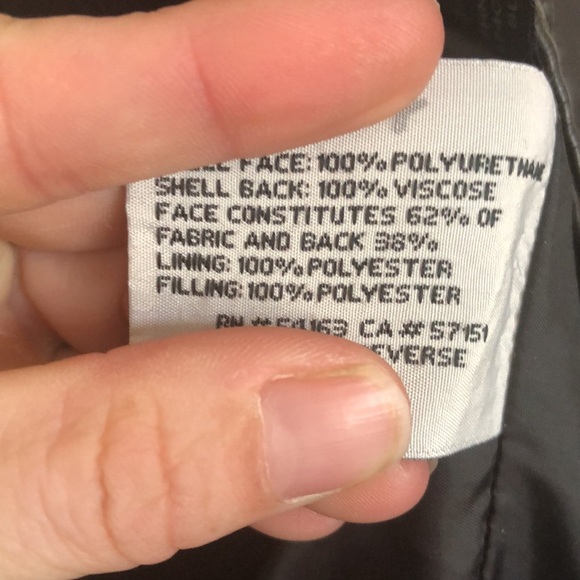 FACE: 100% POLYURETHANE
SHELL BACK: 100% VISCOSE
FACE CONSTITUTES 62% OF
FABRIC AND BACK 38%
LINING: 100% POLYESTER
FILLING: 100% POLYESTER
RN # CA # 57151